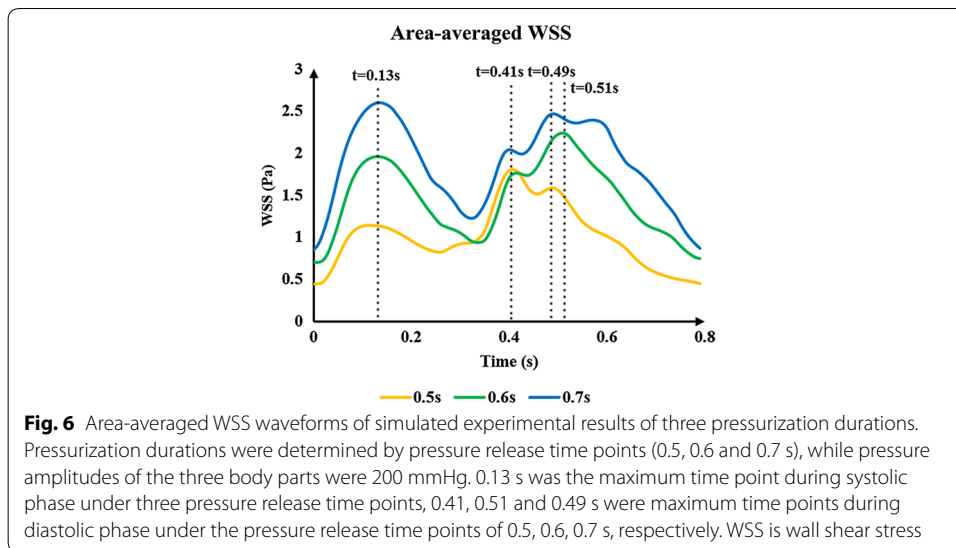 Area-averaged WSS
3
t=0.13s
t=0.41s t=0.49s
t=0.51s
2.5
2
WSS (Pa)
1.5
1
0.5
0
0 0.2 0.4 0.6 0.8
Time (s)
0.5s 0.6s 0.7s
Fig. 6 Area-averaged WSS waveforms of simulated experimental results of three pressurization durations.
Pressurization durations were determined by pressure release time points (0.5, 0.6 and 0.7 s), while pressure
amplitudes of the three body parts were 200 mmHg. 0.13 s was the maximum time point during systolic
phase under three pressure release time points, 0.41, 0.51 and 0.49 s were maximum time points during
diastolic phase under the pressure release time points of 0.5, 0.6, 0.7 s, respectively. WSS is wall shear stress